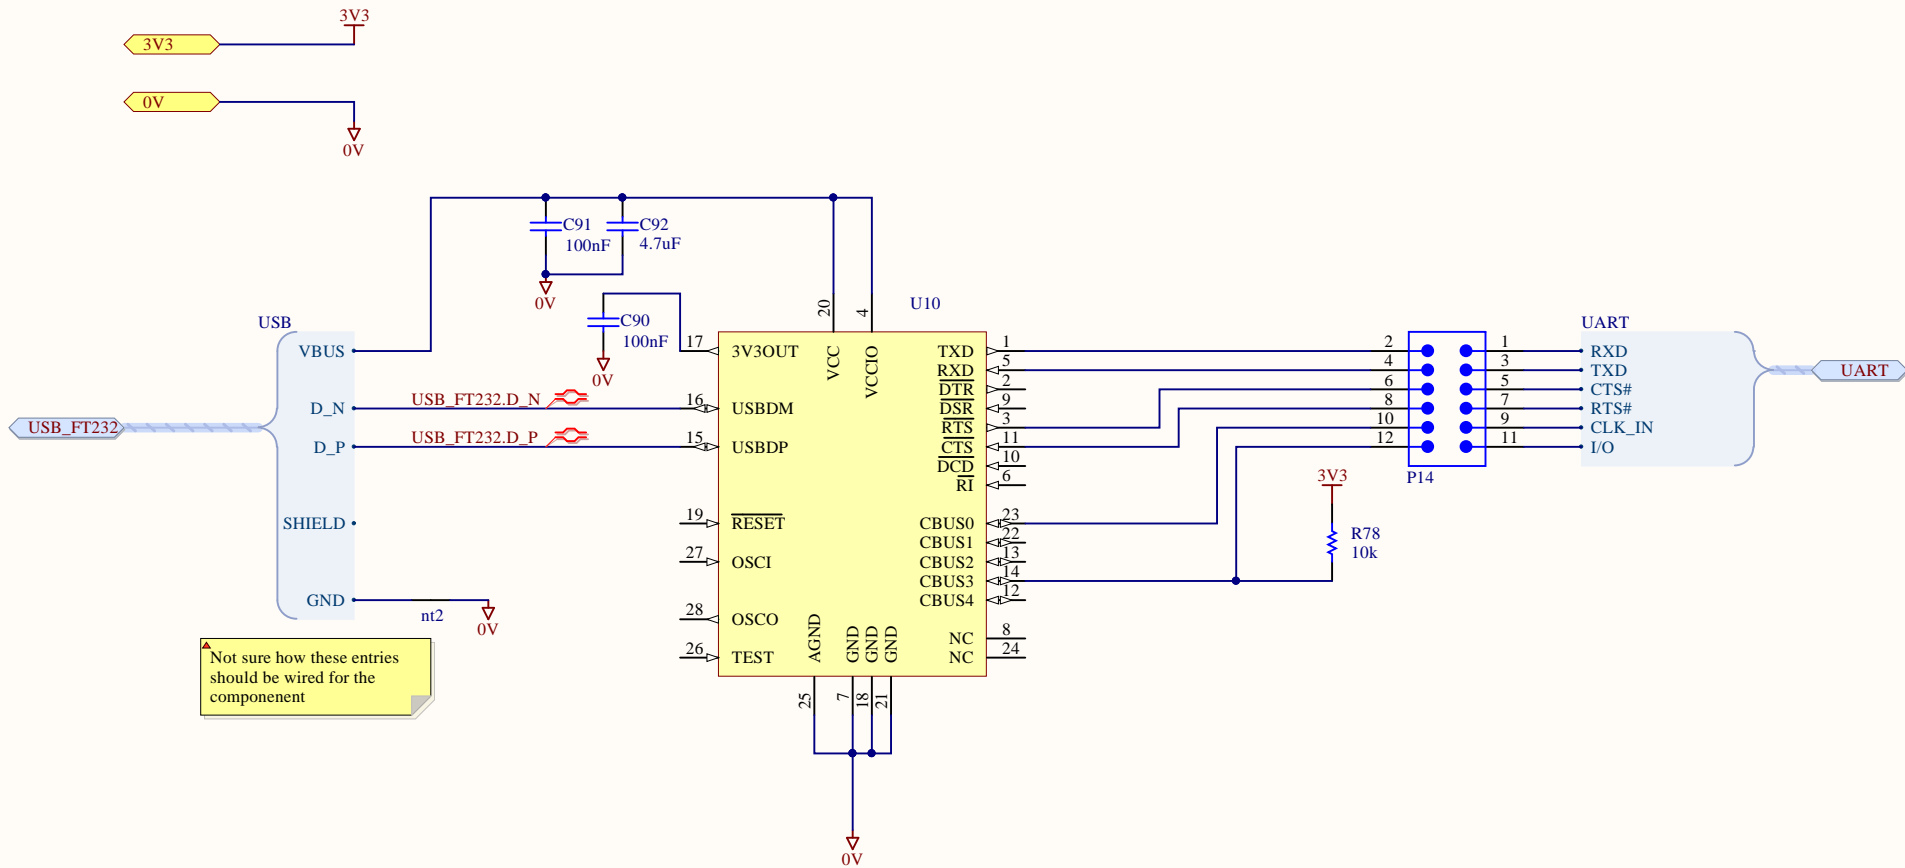 3V3
3V3
0V
0V
C91
100nF
C92
4.7uF
0V
C90
100nF
0V
U10
20
4
USB
VBUS
D_N
D_P
SHIELD
GND
USB_FT232
USB_FT232.D_N
USB_FT232.D_P
nt2
0V
Not sure how these entries
should be wired for the
componenent
17
16
15
19
27
28
26
3V3OUT
USBDM
USBDP
RESET
OSCI
OSCO
TEST
VCC
VCCIO
AGND
GND
GND
GND
25
7
18
21
0V
TXD
RXD
DTR
DSR
RTS
CTS
DCD
RI
CBUS0
CBUS1
CBUS2
CBUS3
CBUS4
NC
NC
1
5
2
9
3
11
10
6
23
22
13
14
12
8
24
3V3
R78
10k
2
4
6
8
10
12
1
3
5
7
9
11
P14
UART
RXD
TXD
CTS#
RTS#
CLK_IN
I/O
UART